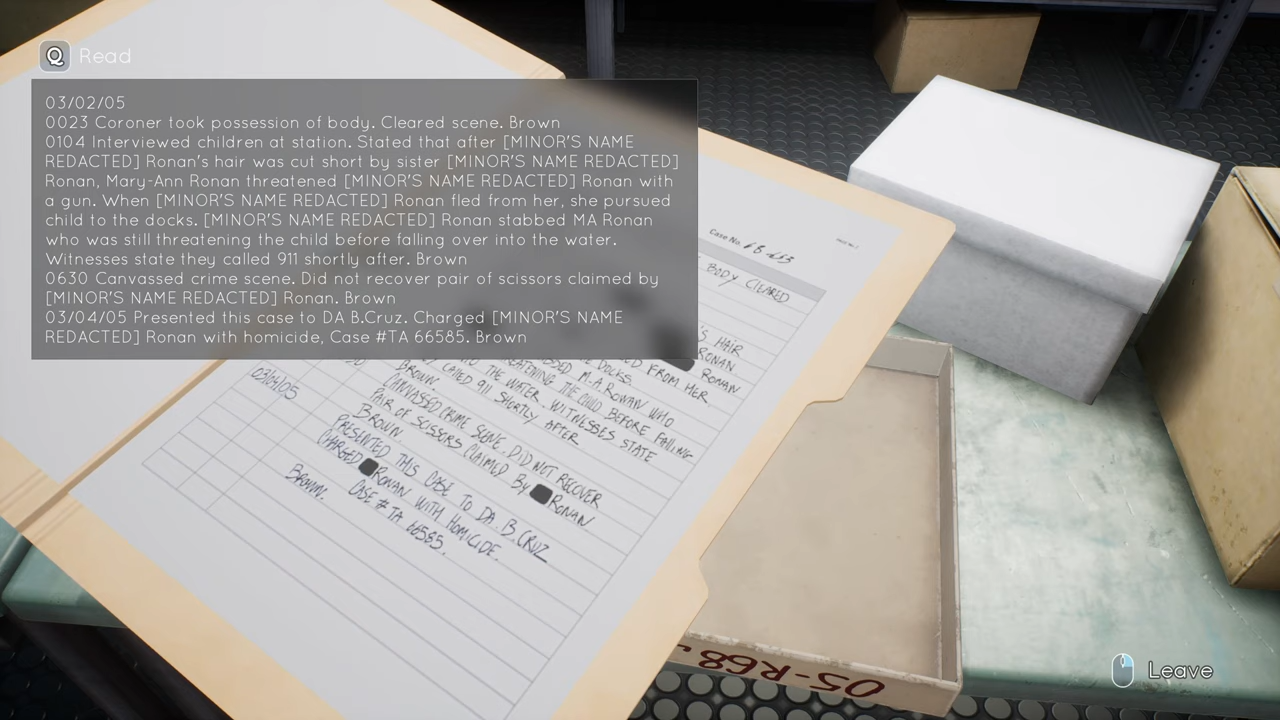 Q Read
03/02/05
0023 Coroner took possession of body. Cleared scene. Brown
0104 Interviewed children at station. Stated that after [MINOR'S NAME
REDACTED] Ronan's hair was cut short by sister [MINOR'S NAME REDACTED]
Ronan, Mary-Ann Ronan threatened [MINOR'S NAME REDACTED] Ronan with
a gun. When [MINOR'S NAME REDACTED] Ronan fled from her, she pursued
child to the docks. [MINOR'S NAME REDACTED] Ronan stabbed MA Ronan
who was still threatening the child before falling over into the water.
Witnesses state they called 911 shortly after. Brown
0630 Canvassed crime scene. Did not recover pair of scissors claimed by
[MINOR'S NAME REDACTED] Ronan. Brown
03/04/05 Presented this case to DA B.Cruz. Charged [MINOR'S NAME
REDACTED] Ronan with homicide, Case #TA 66585. Brown
Case No.
BODY CLEARED
'S HAIR
RONAN
RONAN
FROM HER,
THE DOCKS.
M.A. RONAN WHO
THREATENING THE CHILD BEFORE FALLING
INTO THE WATER. WITNESSES STATE
CALLED 911 SHORTLY AFTER
BROWN
CANVASSED CRIME SCENE. DID NOT RECOVER
PAIR OF SCISSORS CLAIMED BY RONAN
BROWN
03/04/05
PRESENTED THIS CASE TO DA. B. CRUZ
CHARGED RONAN WITH HOMICIDE.
CASE #TA 66585.
BROWN.
05-R68
Leave